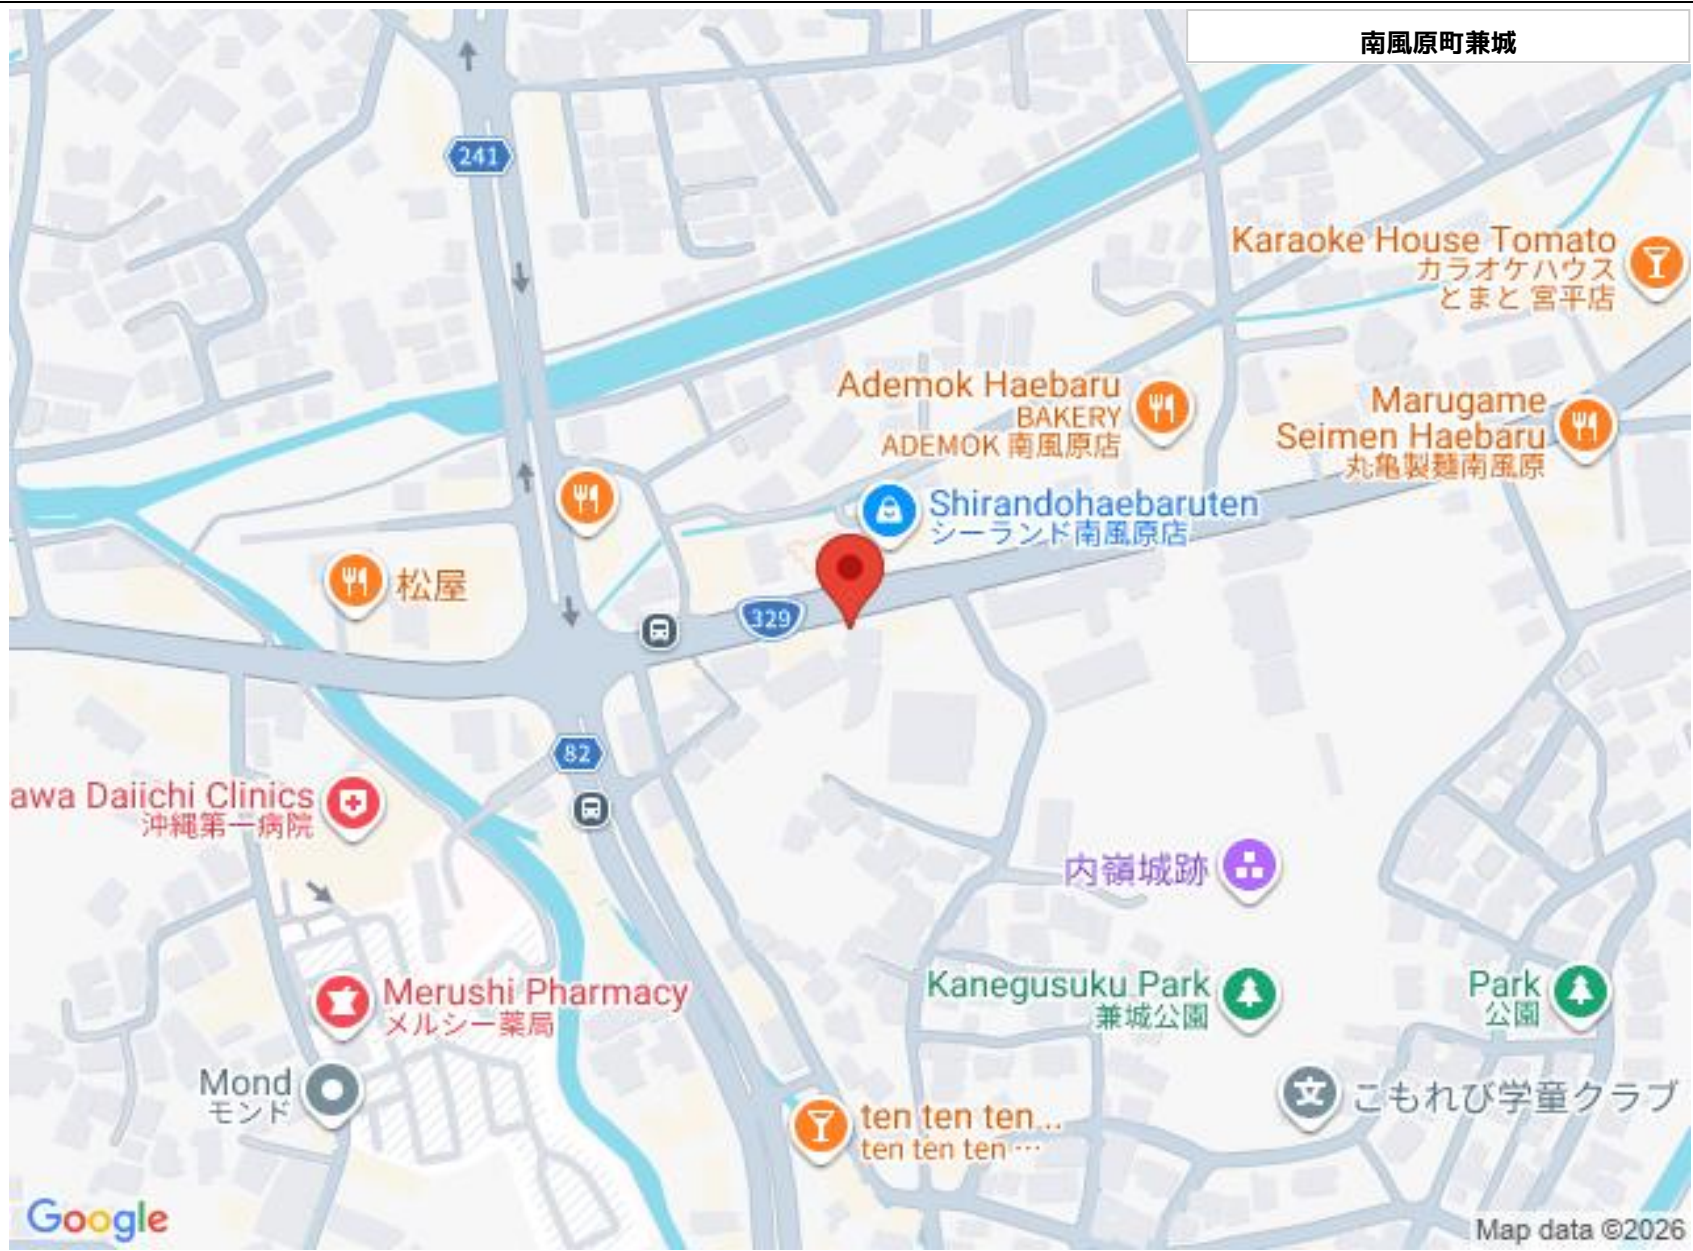 南風原町兼城
241
Karaoke House Tomato
カラオケハウス
とまと 宮平店
Ademok Haebaru
BAKERY
ADEMOK 南風原店
Marugame
Seimen Haebaru
丸亀製麺南風原
Shirandohaebaruten
シーランド南風原店
松屋
329
82
awa Daiichi Clinics
沖縄第一病院
内嶺城跡
Kanegusuku Park
兼城公園
Park
公園
Merushi Pharmacy
メルシー薬局
Mond
モンド
文
こもれび学童クラブ
ten ten ten...
ten ten ten …
Google
Map data ©2026